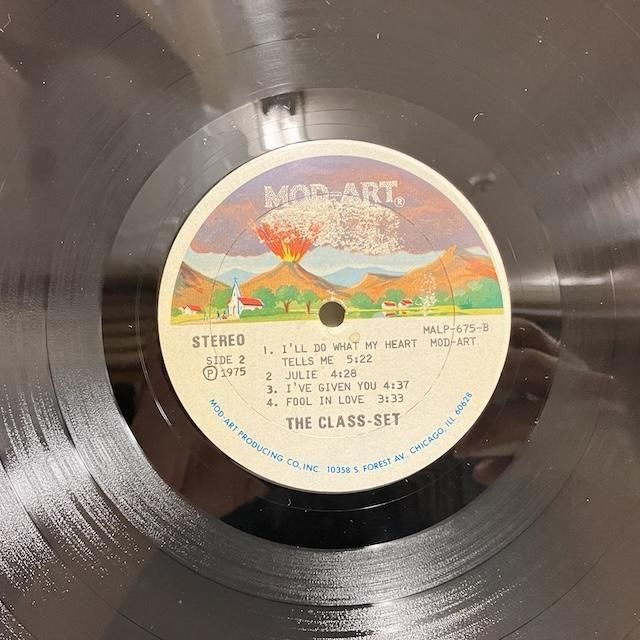 MOD-ART®
STEREO
MALP-675-B
SIDE 2
MOD-ART
Ⓟ 1975
1. I'LL DO WHAT MY HEART
TELLS ME 5:22
2 JULIE 4:28
3. I'VE GIVEN YOU 4:37
4. FOOL IN LOVE 3:33
THE CLASS-SET
MOD-ART PRODUCING CO., INC. 10358 S. FOREST AV., CHICAGO, ILL 60628